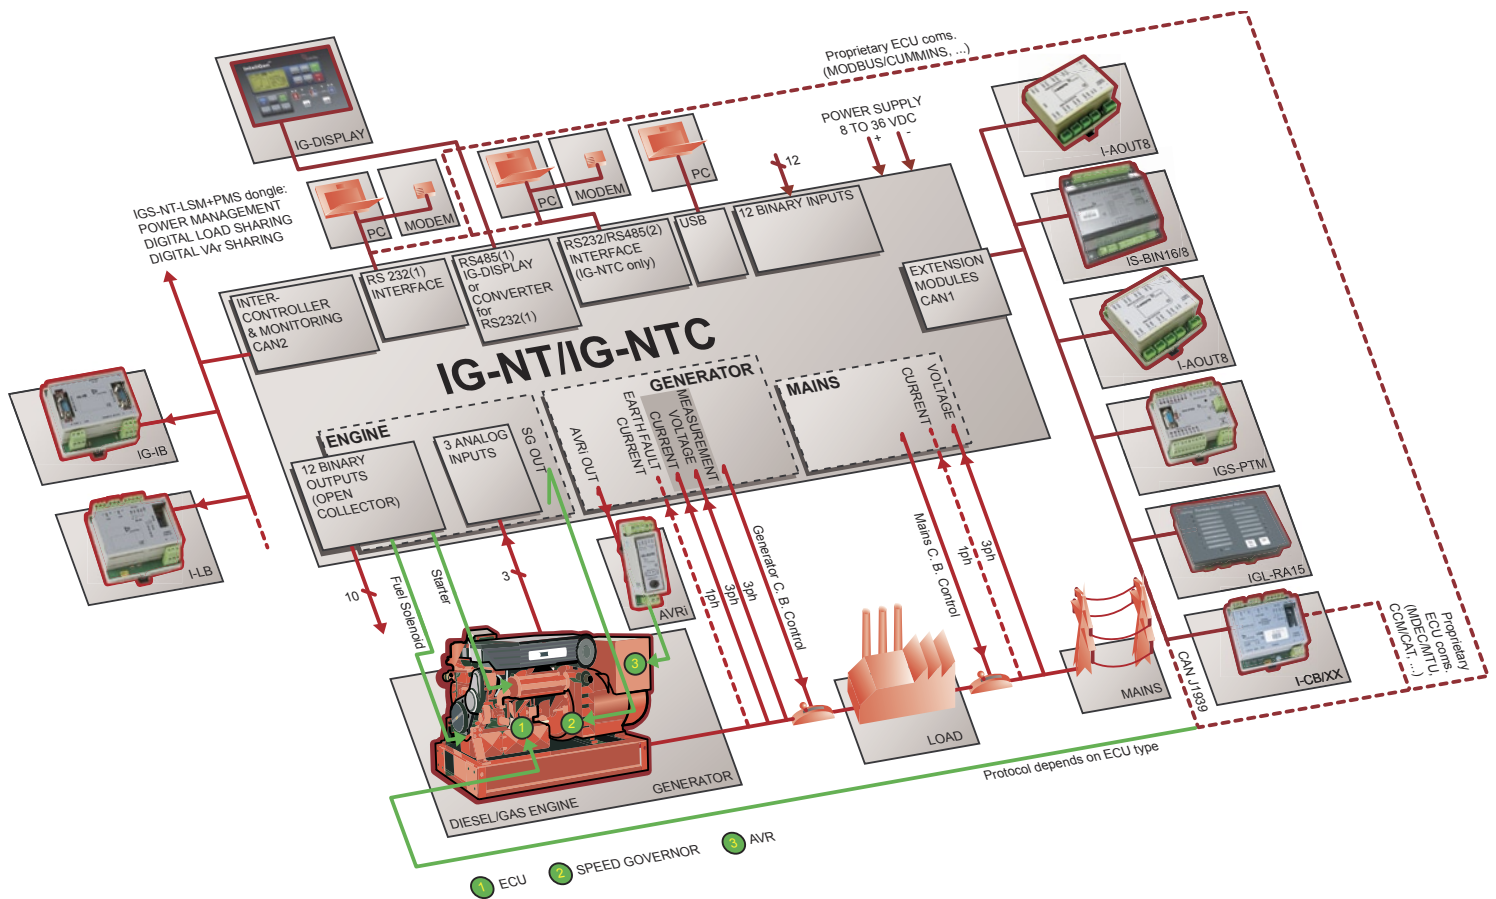 Proprietary ECU coms.
(MODBUS/CUMMINS, ...)
POWER SUPPLY
8 TO 36 VDC
+ -
IG-DISPLAY
PC
MODEM
PC
MODEM
PC
12
I-AOUT8
IS-BIN16/8
I-AOUT8
IGS-PTM
IGL-RA15
I-CB/XX
IGS-NT-LSM+PMS dongle:
POWER MANAGEMENT
DIGITAL LOAD SHARING
DIGITAL VAr SHARING
INTER-
CONTROLLER
& MONITORING
CAN2
RS 232(1)
INTERFACE
RS485(1)
IG-DISPLAY
or
CONVERTER
for
RS232(1)
RS232/RS485(2)
INTERFACE
(IG-NTC only)
USB
12 BINARY INPUTS
EXTENSION
MODULES
CAN1
IG-NT/IG-NTC
IG-IB
I-LB
ENGINE
12 BINARY
OUTPUTS
(OPEN
COLLECTOR)
3 ANALOG
INPUTS
SG OUT
GENERATOR
AVRi OUT
EARTH FAULT
CURRENT
MEASUREMENT
VOLTAGE
CURRENT
MAINS
CURRENT
VOLTAGE
10
Fuel Solenoid
Starter
3
AVRi
1ph
3ph
3ph
Generator C. B. Control
Mains C. B. Control
1ph
3ph
CAN J1939
Proprietary
ECU coms.
(MDEC/MTU,
CCM/CAT, ...)
1
2
3
DIESEL/GAS ENGINE
GENERATOR
LOAD
MAINS
Protocol depends on ECU type
1 ECU
2 SPEED GOVERNOR
3 AVR